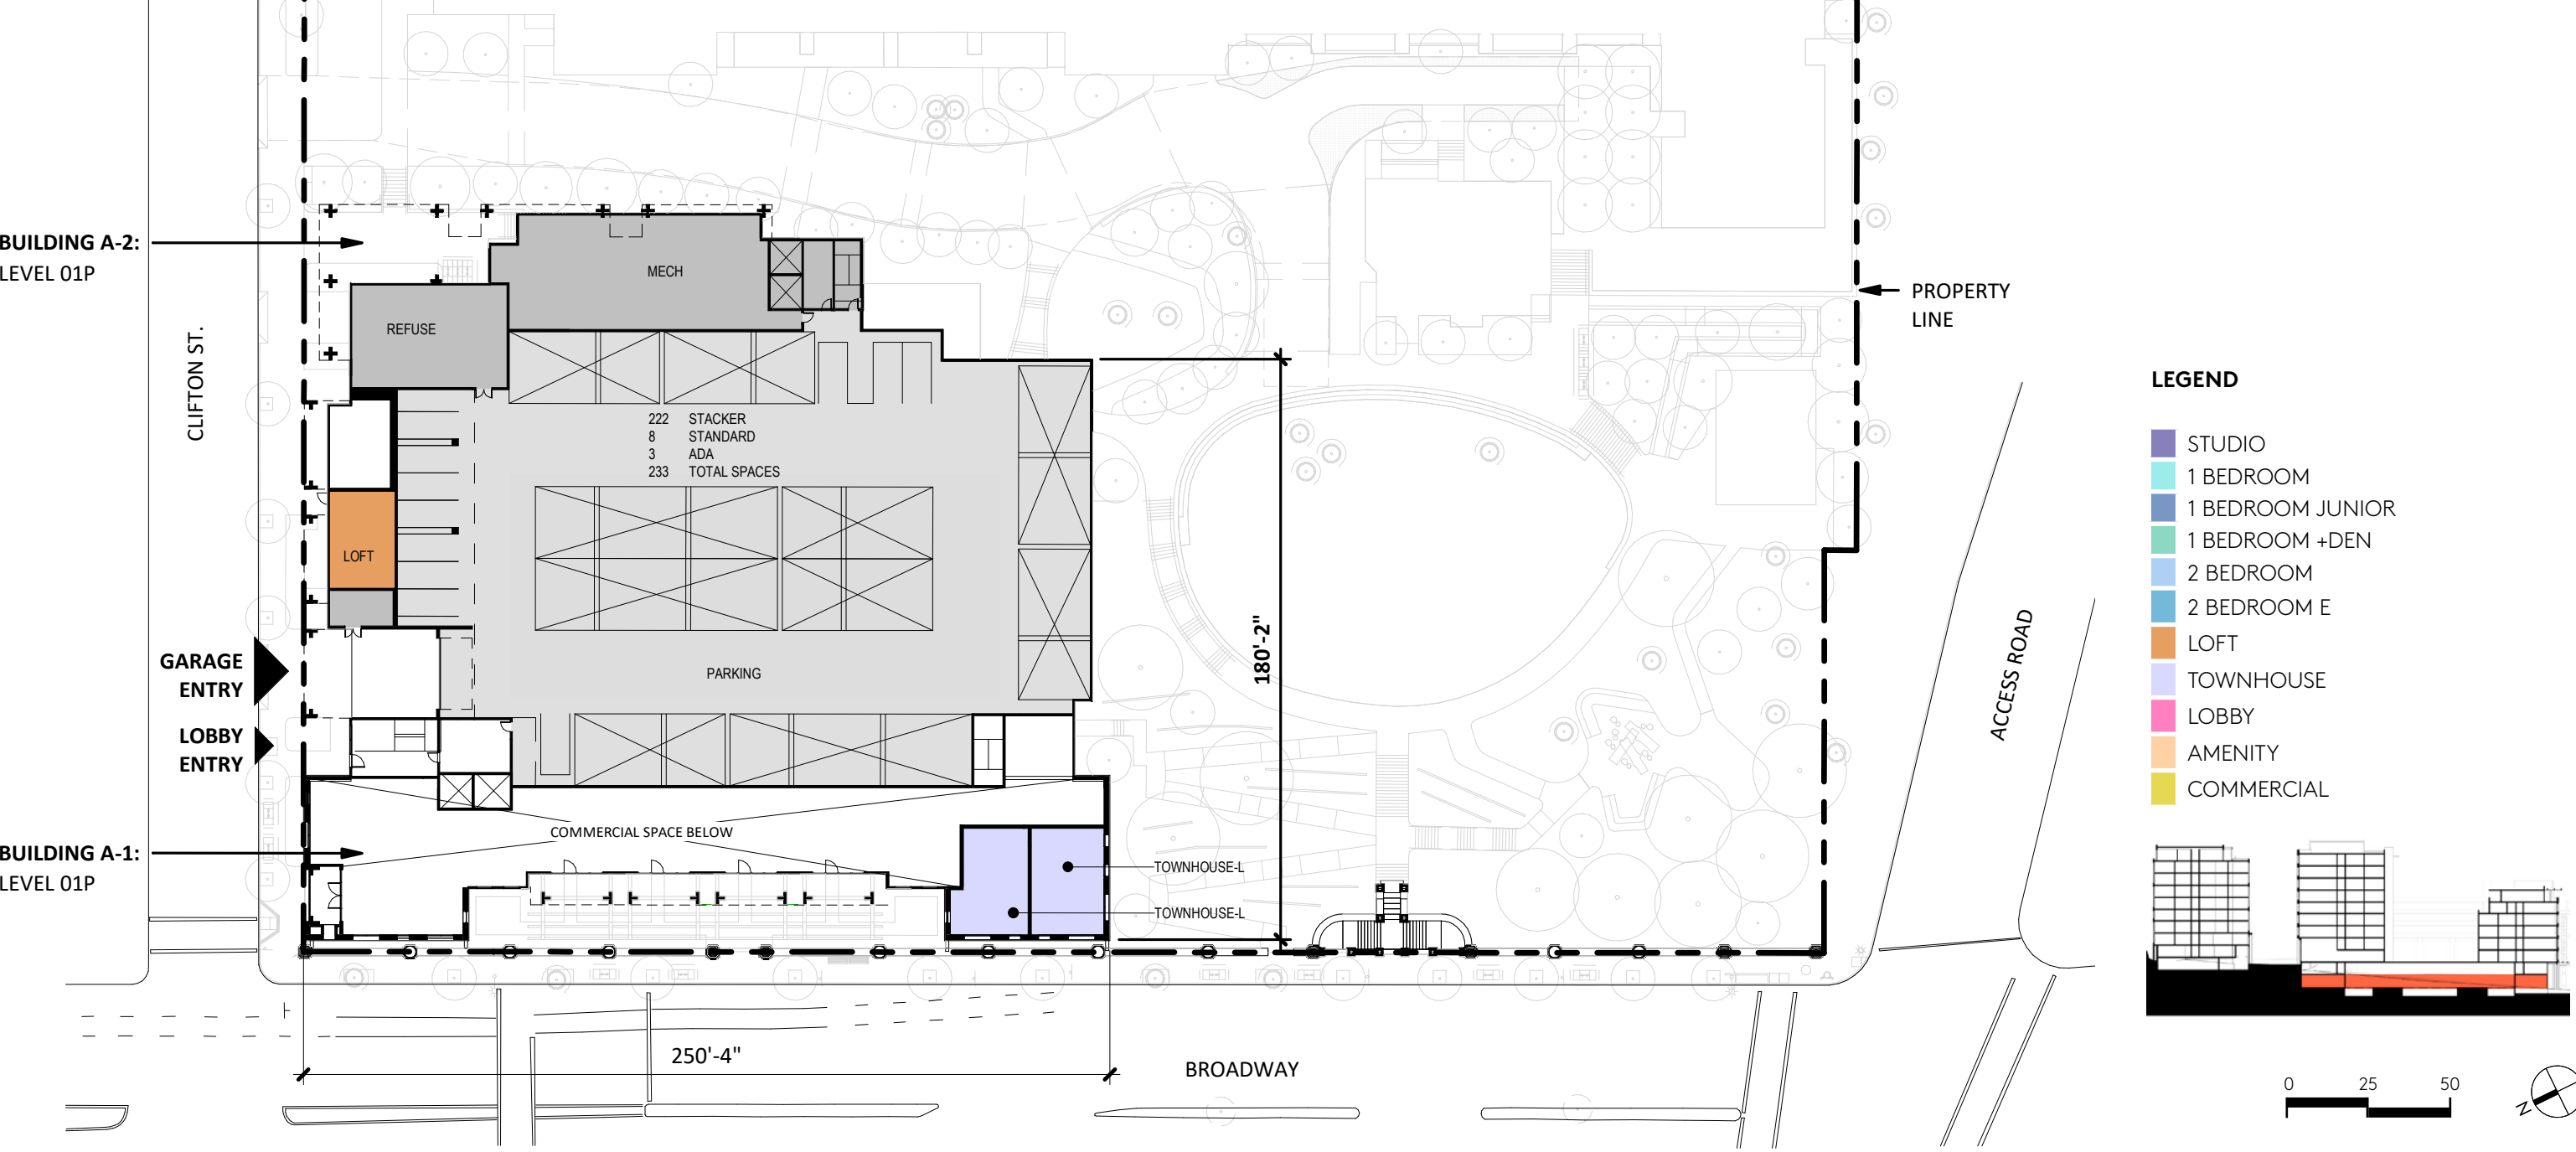 BUILDING A-2:
LEVEL 01P
CLIFTON ST.
MECH
REFUSE
222 STACKER
8 STANDARD
3 ADA
233 TOTAL SPACES
LOFT
PARKING
GARAGE
ENTRY
LOBBY
ENTRY
BUILDING A-1:
LEVEL 01P
COMMERCIAL SPACE BELOW
TOWNHOUSE-L
TOWNHOUSE-L
180'-2"
250'-4"
BROADWAY
PROPERTY
LINE
ACCESS ROAD
LEGEND
STUDIO
1 BEDROOM
1 BEDROOM JUNIOR
1 BEDROOM +DEN
2 BEDROOM
2 BEDROOM E
LOFT
TOWNHOUSE
LOBBY
AMENITY
COMMERCIAL
0 25 50
N